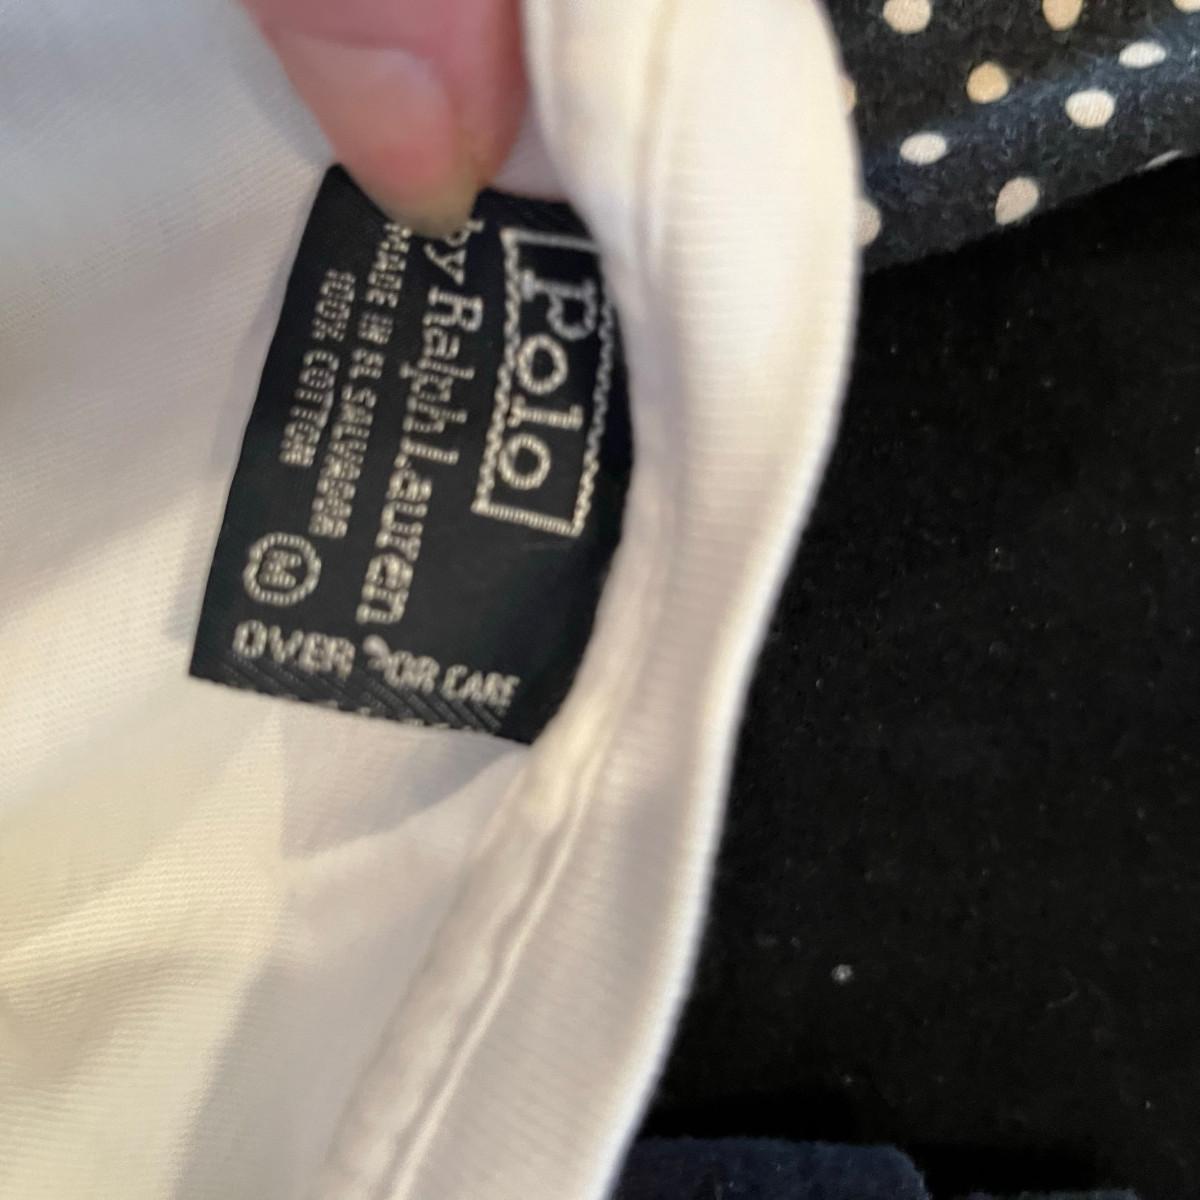 Polo
by Ralph Lauren
MADE IN EL SALVADOR
100% COTTON
M
OVER FOR CARE